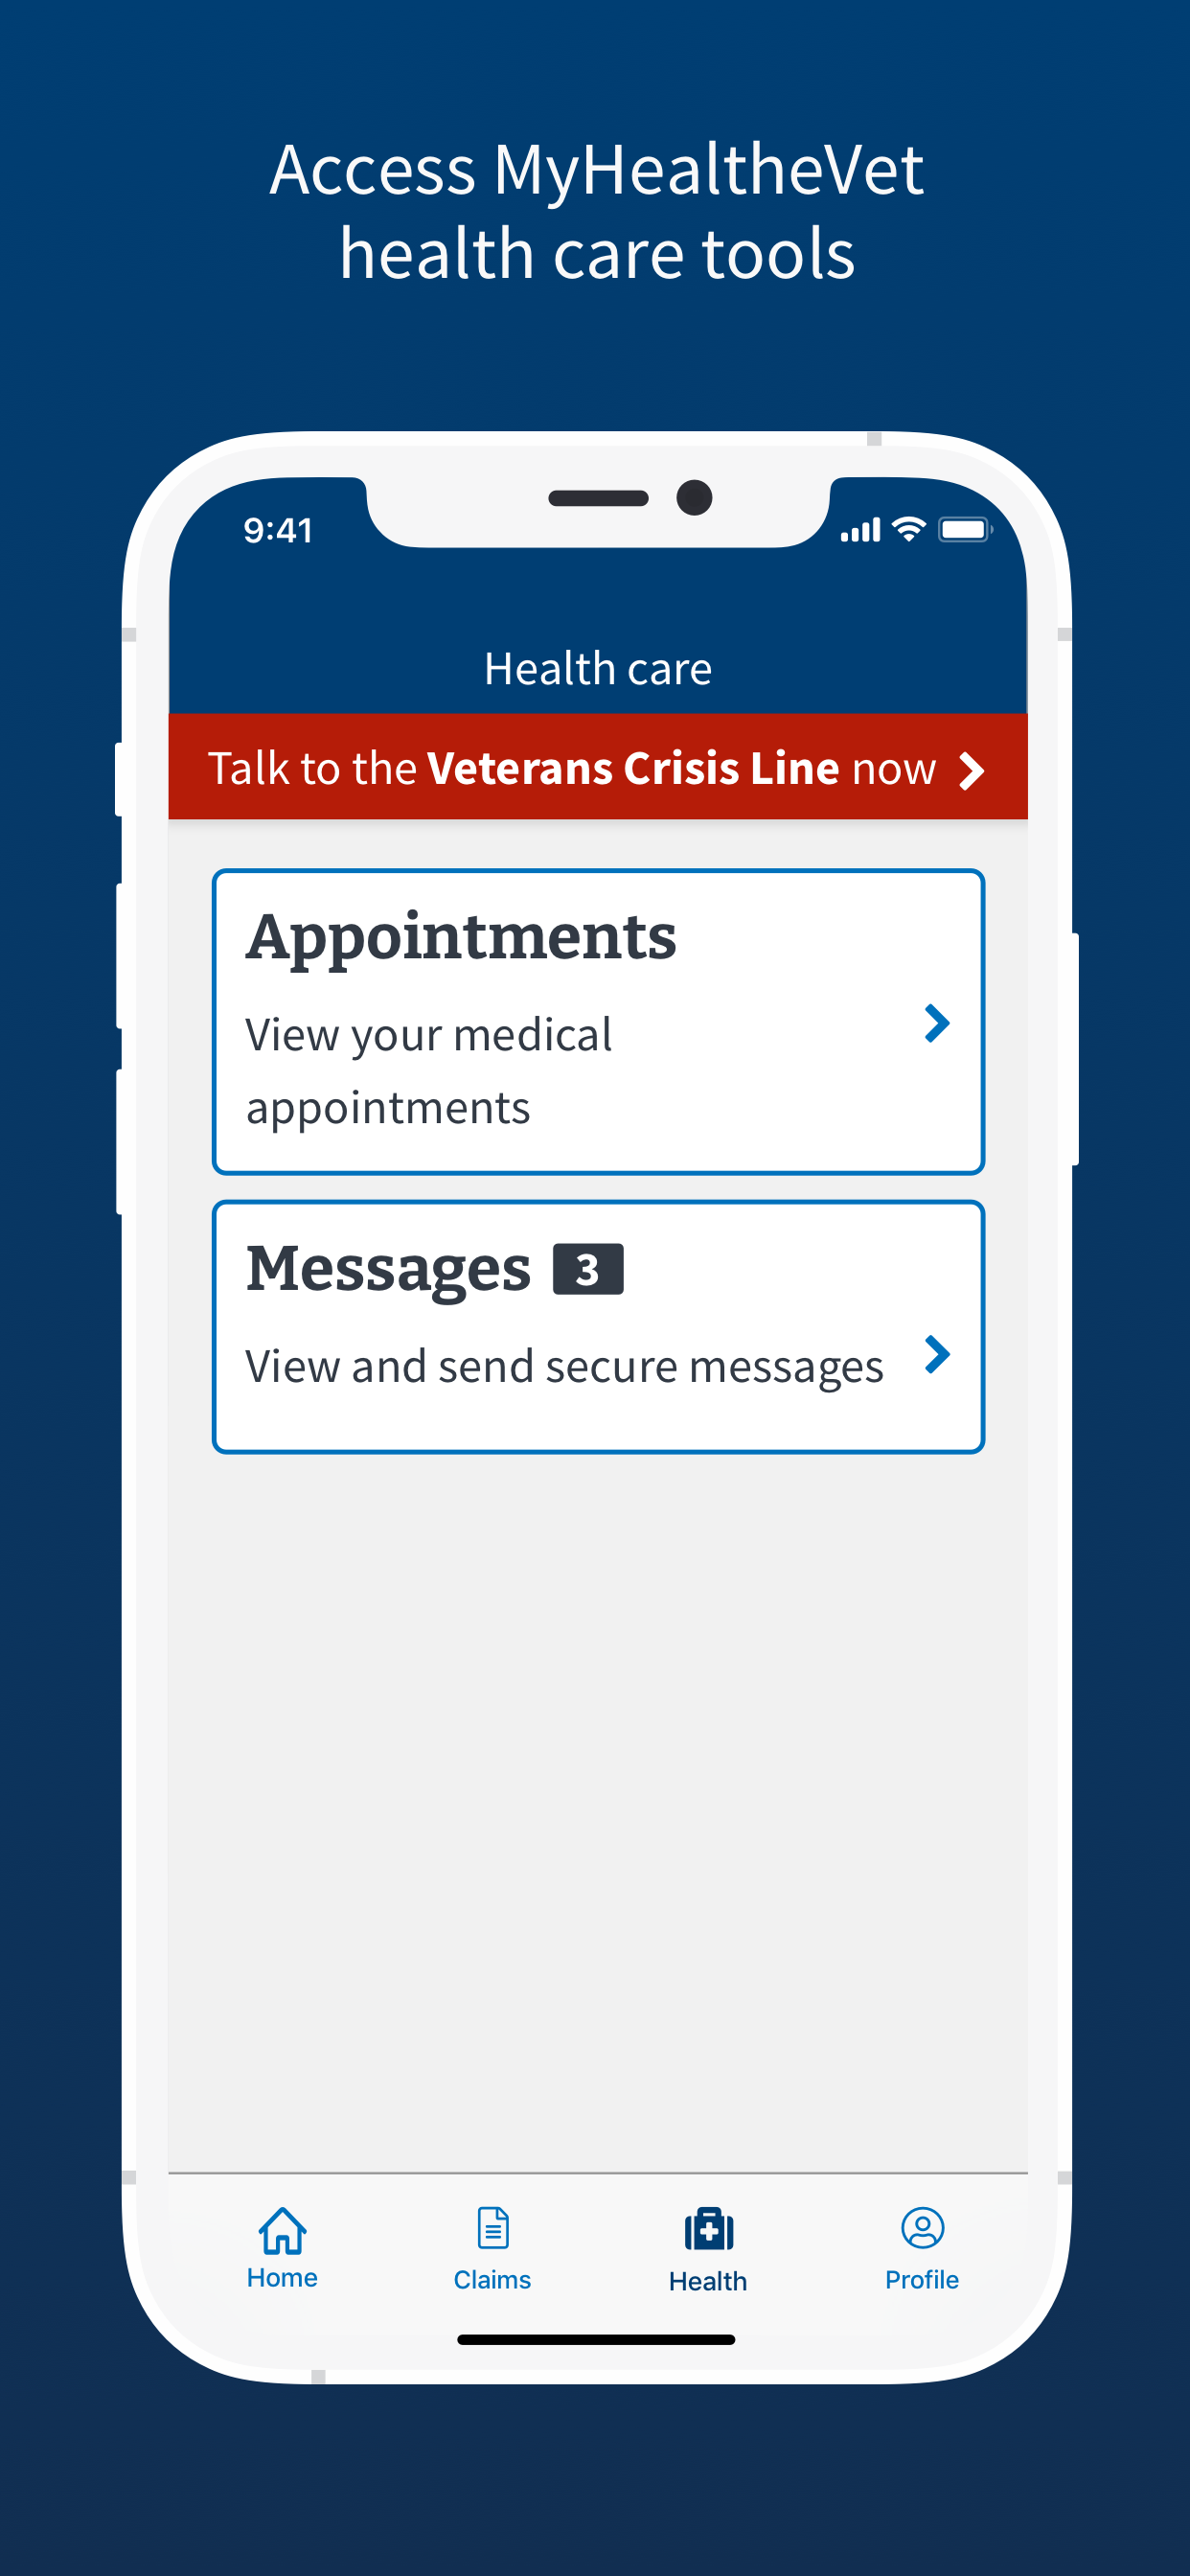 Access MyHealtheVet
health care tools
9:41
Health care
Talk to the Veterans Crisis Line now
Appointments
View your medical
appointments
Messages 3
View and send secure messages
Home Claims Health Profile